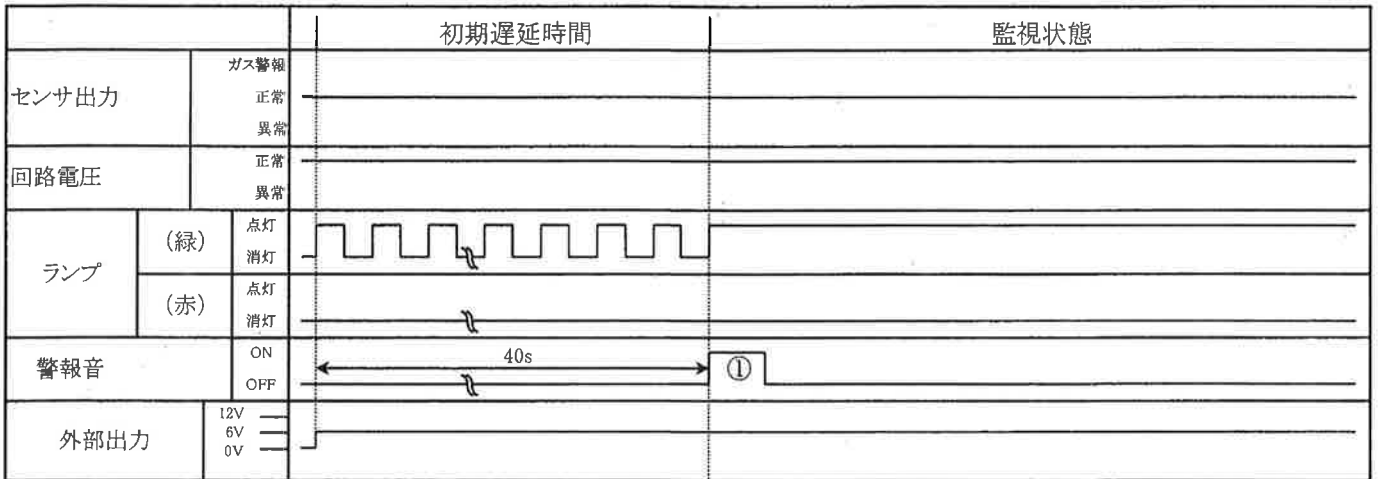 初期遅延時間 監視状態
センサ出力 ガス警報
正常
異常
回路電圧 正常
異常
ランプ (緑) 点灯
消灯
(赤) 点灯
消灯
警報音 ON 40s ①
OFF
外部出力 12V
6V
0V